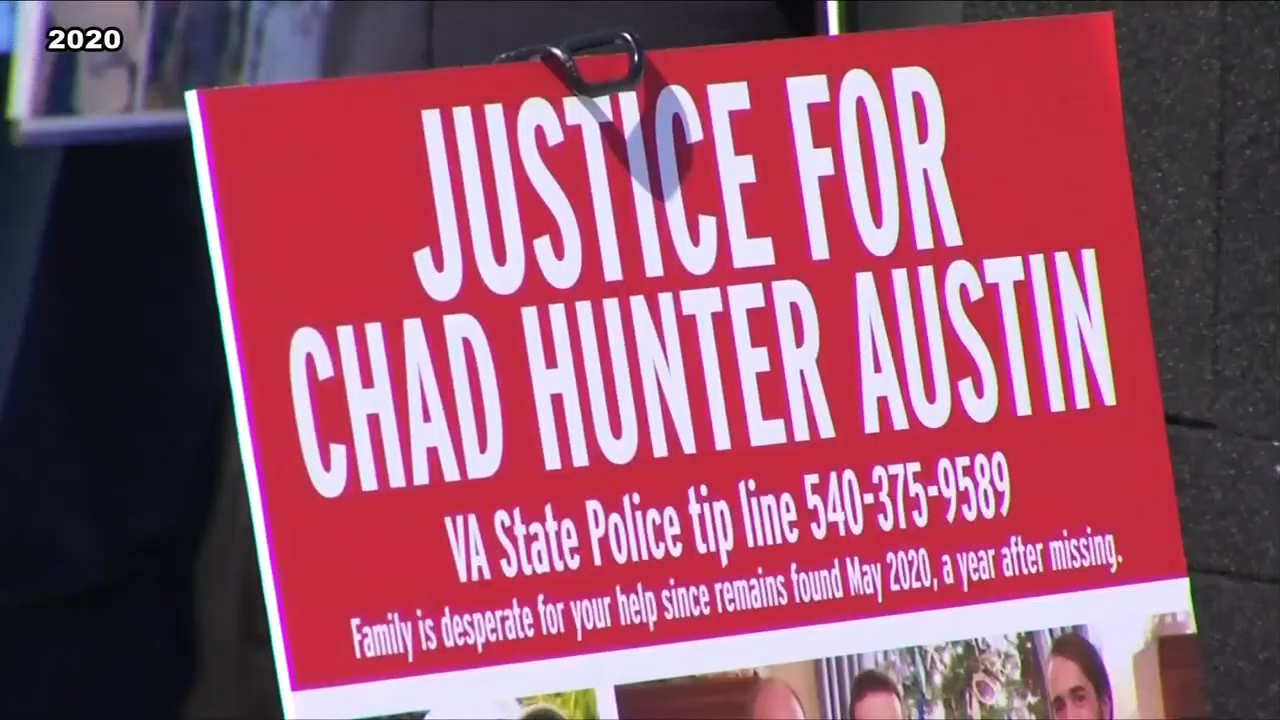 2020
JUSTICE FOR
CHAD HUNTER AUSTIN
VA State Police tip line 540-375-9589
Family is desperate for your help since remains found May 2020, a year after missing.